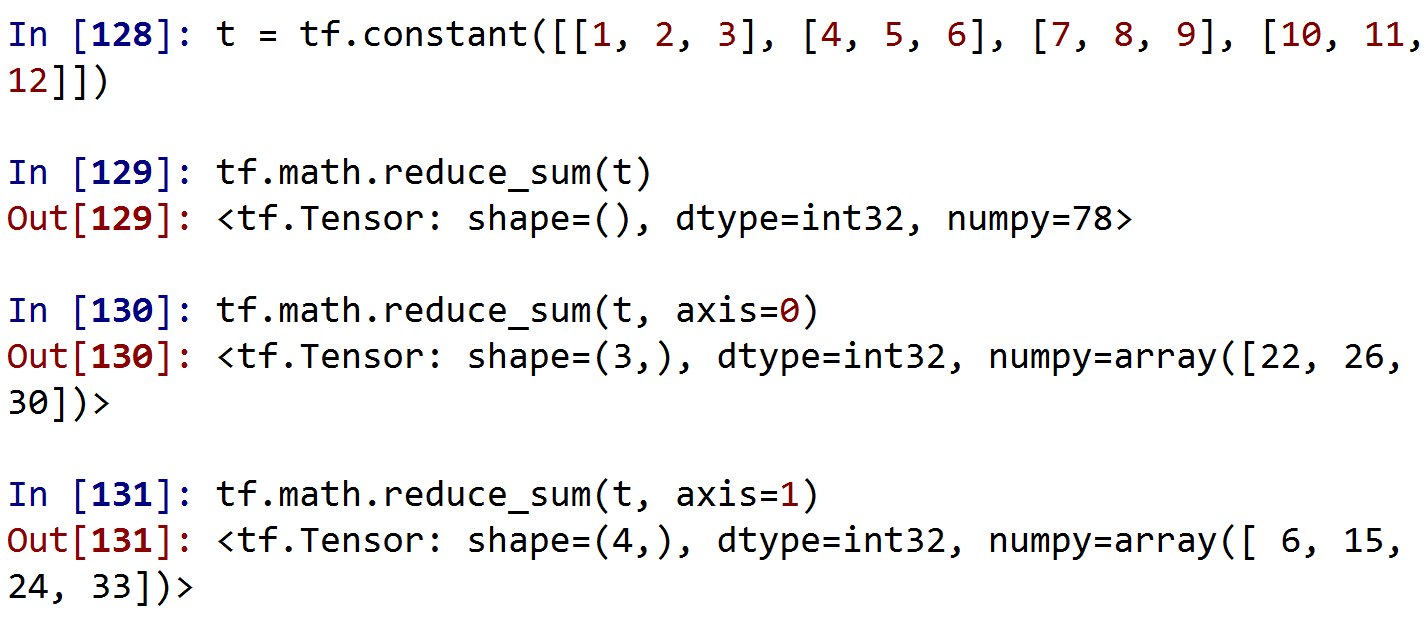 In [128]: t = tf.constant([[1, 2, 3], [4, 5, 6], [7, 8, 9], [10, 11,
12]])
In [129]: tf.math.reduce_sum(t)
Out[129]: <tf.Tensor: shape=(), dtype=int32, numpy=78>
In [130]: tf.math.reduce_sum(t, axis=0)
Out[130]: <tf.Tensor: shape=(3,), dtype=int32, numpy=array([22, 26,
30])>
In [131]: tf.math.reduce_sum(t, axis=1)
Out[131]: <tf.Tensor: shape=(4,), dtype=int32, numpy=array([ 6, 15,
24, 33])>